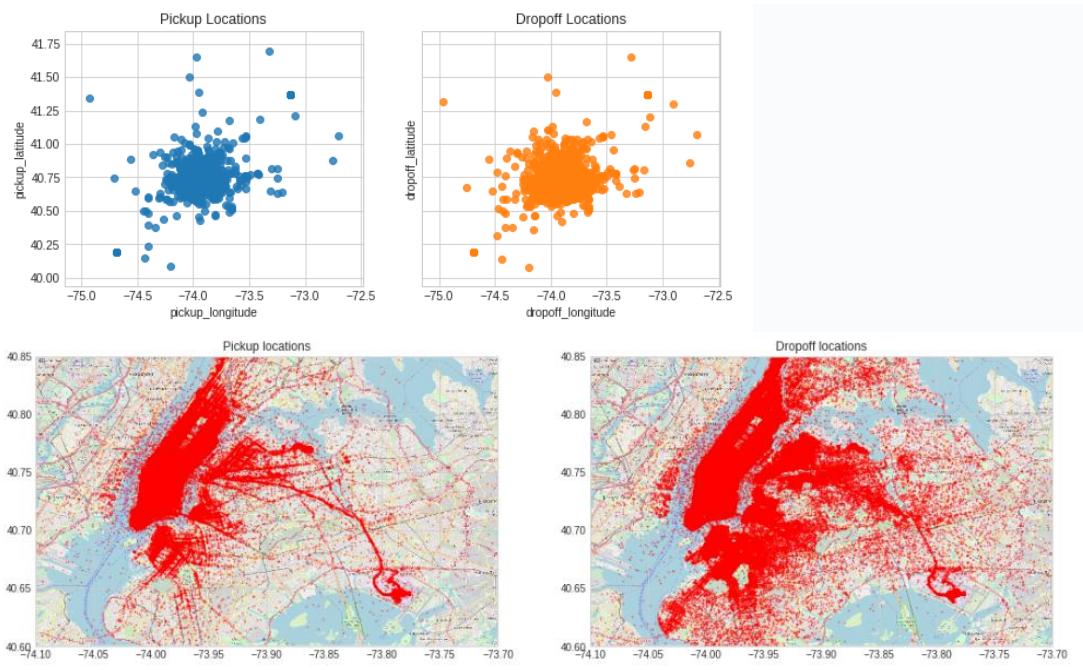 Pickup Locations
Dropoff Locations
41.75
41.50
41.25
41.00
40.75
40.50
40.25
40.00
pickup_latitude
dropoff_latitude
−75.0 −74.5 −74.0 −73.5 −73.0 −72.5
−75.0 −74.5 −74.0 −73.5 −73.0 −72.5
pickup_longitude
dropoff_longitude
Pickup locations
Dropoff locations
40.85
40.80
40.75
40.70
40.65
40.60
−74.10 −74.05 −74.00 −73.95 −73.90 −73.85 −73.80 −73.75 −73.70
40.85
40.80
40.75
40.70
40.65
40.60
−74.10 −74.05 −74.00 −73.95 −73.90 −73.85 −73.80 −73.75 −73.70